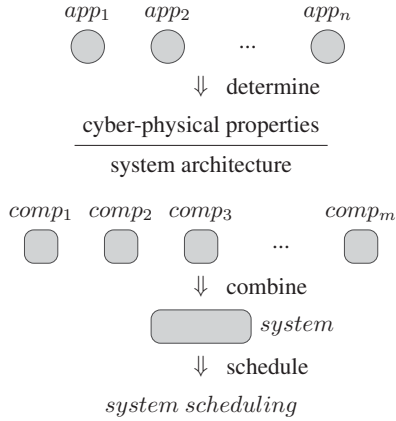 app1 app2 ... appn
⇓ determine
cyber-physical properties
system architecture
comp1 comp2 comp3 ... compm
⇓ combine
system
⇓ schedule
system scheduling